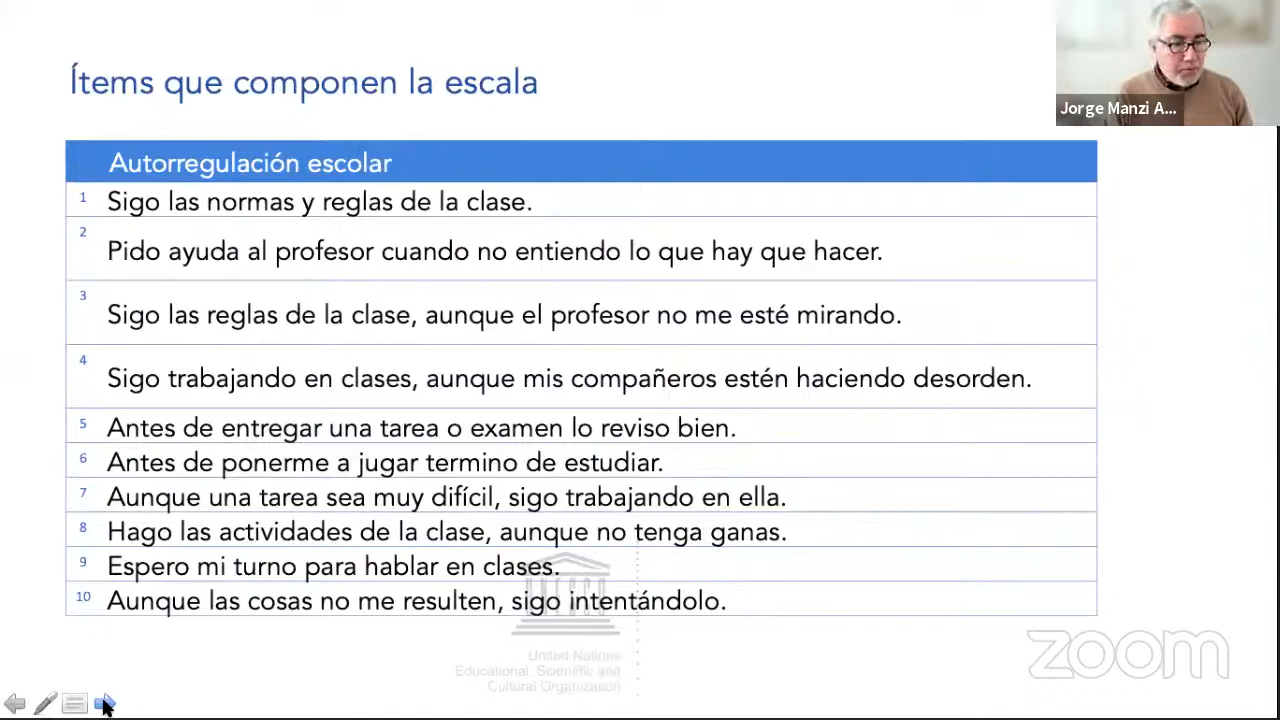 Ítems que componen la escala
Jorge Manzi A...
Autorregulación escolar
1 Sigo las normas y reglas de la clase.
2 Pido ayuda al profesor cuando no entiendo lo que hay que hacer.
3 Sigo las reglas de la clase, aunque el profesor no me esté mirando.
4 Sigo trabajando en clases, aunque mis compañeros estén haciendo desorden.
5 Antes de entregar una tarea o examen lo reviso bien.
6 Antes de ponerme a jugar termino de estudiar.
7 Aunque una tarea sea muy difícil, sigo trabajando en ella.
8 Hago las actividades de la clase, aunque no tenga ganas.
9 Espero mi turno para hablar en clases.
10 Aunque las cosas no me resulten, sigo intentándolo.
United Nations
Educational, Scientific and
Cultural Organization
zoom